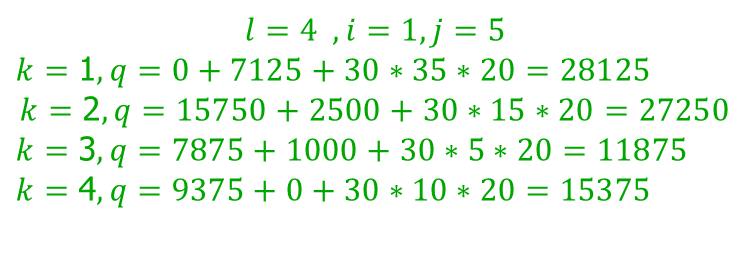 l = 4 , i = 1, j = 5
k = 1, q = 0 + 7125 + 30 * 35 * 20 = 28125
k = 2, q = 15750 + 2500 + 30 * 15 * 20 = 27250
k = 3, q = 7875 + 1000 + 30 * 5 * 20 = 11875
k = 4, q = 9375 + 0 + 30 * 10 * 20 = 15375